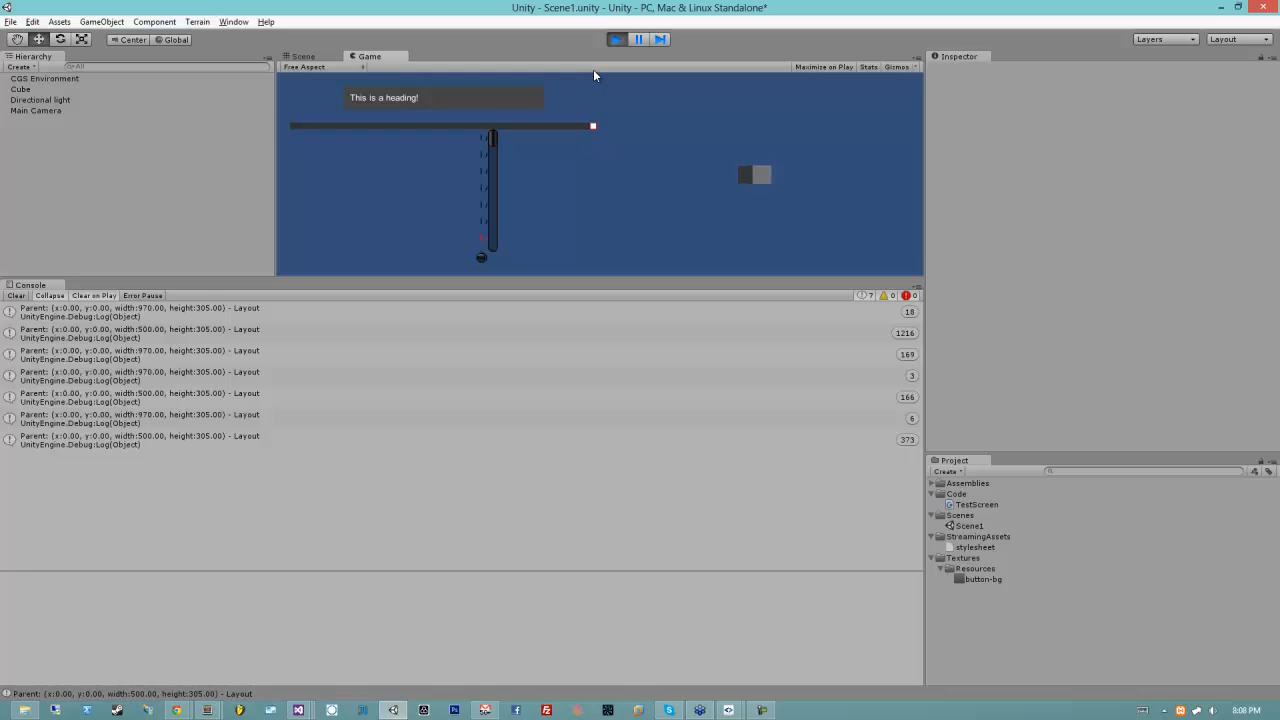 Unity - Scene1.unity - Unity - PC, Mac & Linux Standalone*
File Edit Assets GameObject Component Terrain Window Help
Center Global Layers Layout
Hierarchy Scene Game Inspector
Create All Free Aspect Maximize on Play Stats Gizmos
CGS Environment
Cube
Directional light
Main Camera
This is a heading!
Console
Clear Collapse Clear on Play Error Pause 7 0 0
Parent: (x:0.00, y:0.00, width:970.00, height:305.00) - Layout
UnityEngine.Debug:Log(Object)
18
Parent: (x:0.00, y:0.00, width:500.00, height:305.00) - Layout
UnityEngine.Debug:Log(Object)
1216
Parent: (x:0.00, y:0.00, width:970.00, height:305.00) - Layout
UnityEngine.Debug:Log(Object)
169
Parent: (x:0.00, y:0.00, width:970.00, height:305.00) - Layout
UnityEngine.Debug:Log(Object)
3
Parent: (x:0.00, y:0.00, width:500.00, height:305.00) - Layout
UnityEngine.Debug:Log(Object)
166
Parent: (x:0.00, y:0.00, width:970.00, height:305.00) - Layout
UnityEngine.Debug:Log(Object)
6
Parent: (x:0.00, y:0.00, width:500.00, height:305.00) - Layout
UnityEngine.Debug:Log(Object)
373
Project
Create
Assemblies
Code
TestScreen
Scenes
Scene1
StreamingAssets
stylesheet
Textures
Resources
button-bg
Parent: (x:0.00, y:0.00, width:500.00, height:305.00) - Layout
8:08 PM